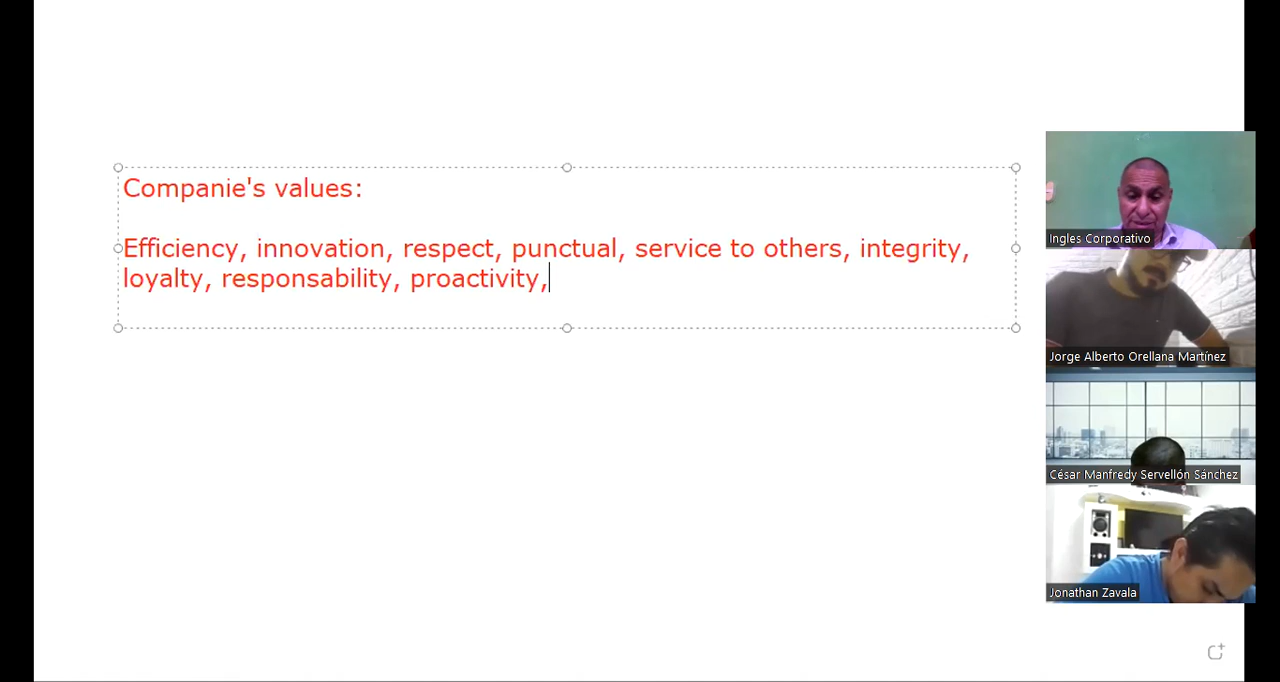 Companie's values:
Efficiency, innovation, respect, punctual, service to others, integrity,
loyalty, responsability, proactivity,
Ingles Corporativo
Jorge Alberto Orellana Martínez
César Manfredy Servellón Sánchez
Jonathan Zavala